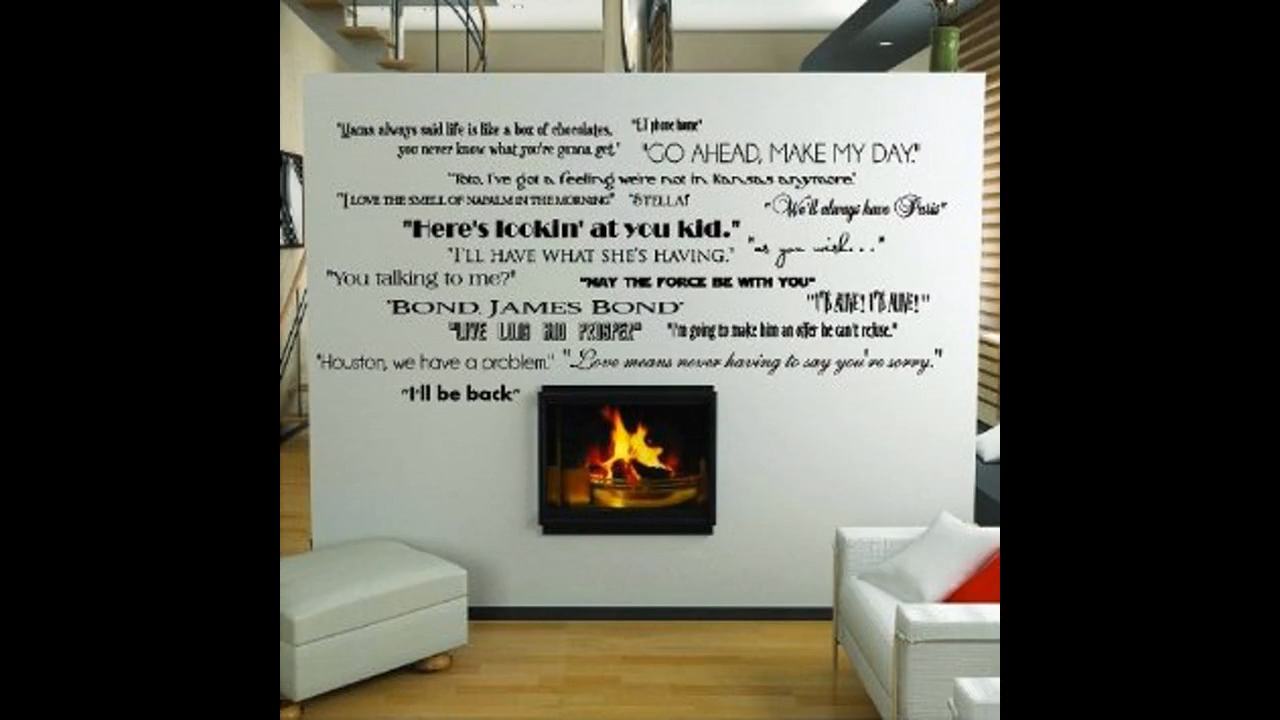 "Mama always said life is like a box of chocolates,
you never know what you're gonna get."
"E.T phone home"
"GO AHEAD, MAKE MY DAY."
"Toto, I've got a feeling we're not in Kansas anymore."
"I LOVE THE SMELL OF NAPALM IN THE MORNING"
"STELLA!"
"We'll always have Paris"
"Here's lookin' at you kid."
"I'LL HAVE WHAT SHE'S HAVING."
"as you wish..."
"You talking to me?"
"MAY THE FORCE BE WITH YOU"
"BOND, JAMES BOND"
"IT'S ALIVE! IT'S ALIVE!"
"LIVE LONG AND PROSPER"
"I'm going to make him an offer he can't refuse."
"Houston, we have a problem."
"Love means never having to say you're sorry."
"I'll be back"